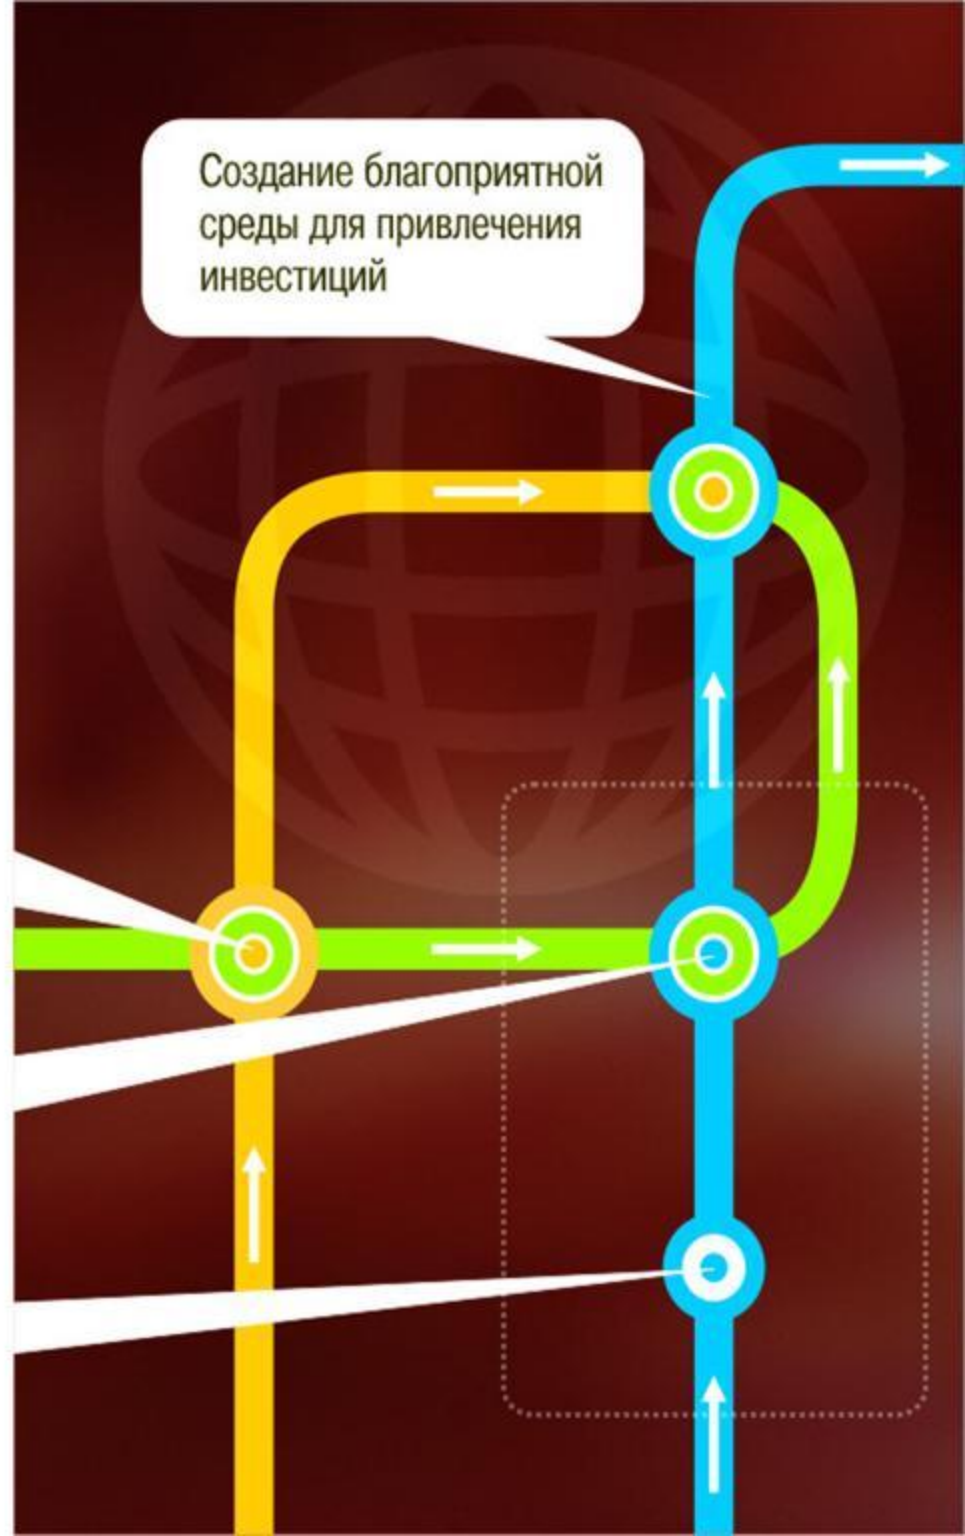 Создание благоприятной
среды для привлечения
инвестиций